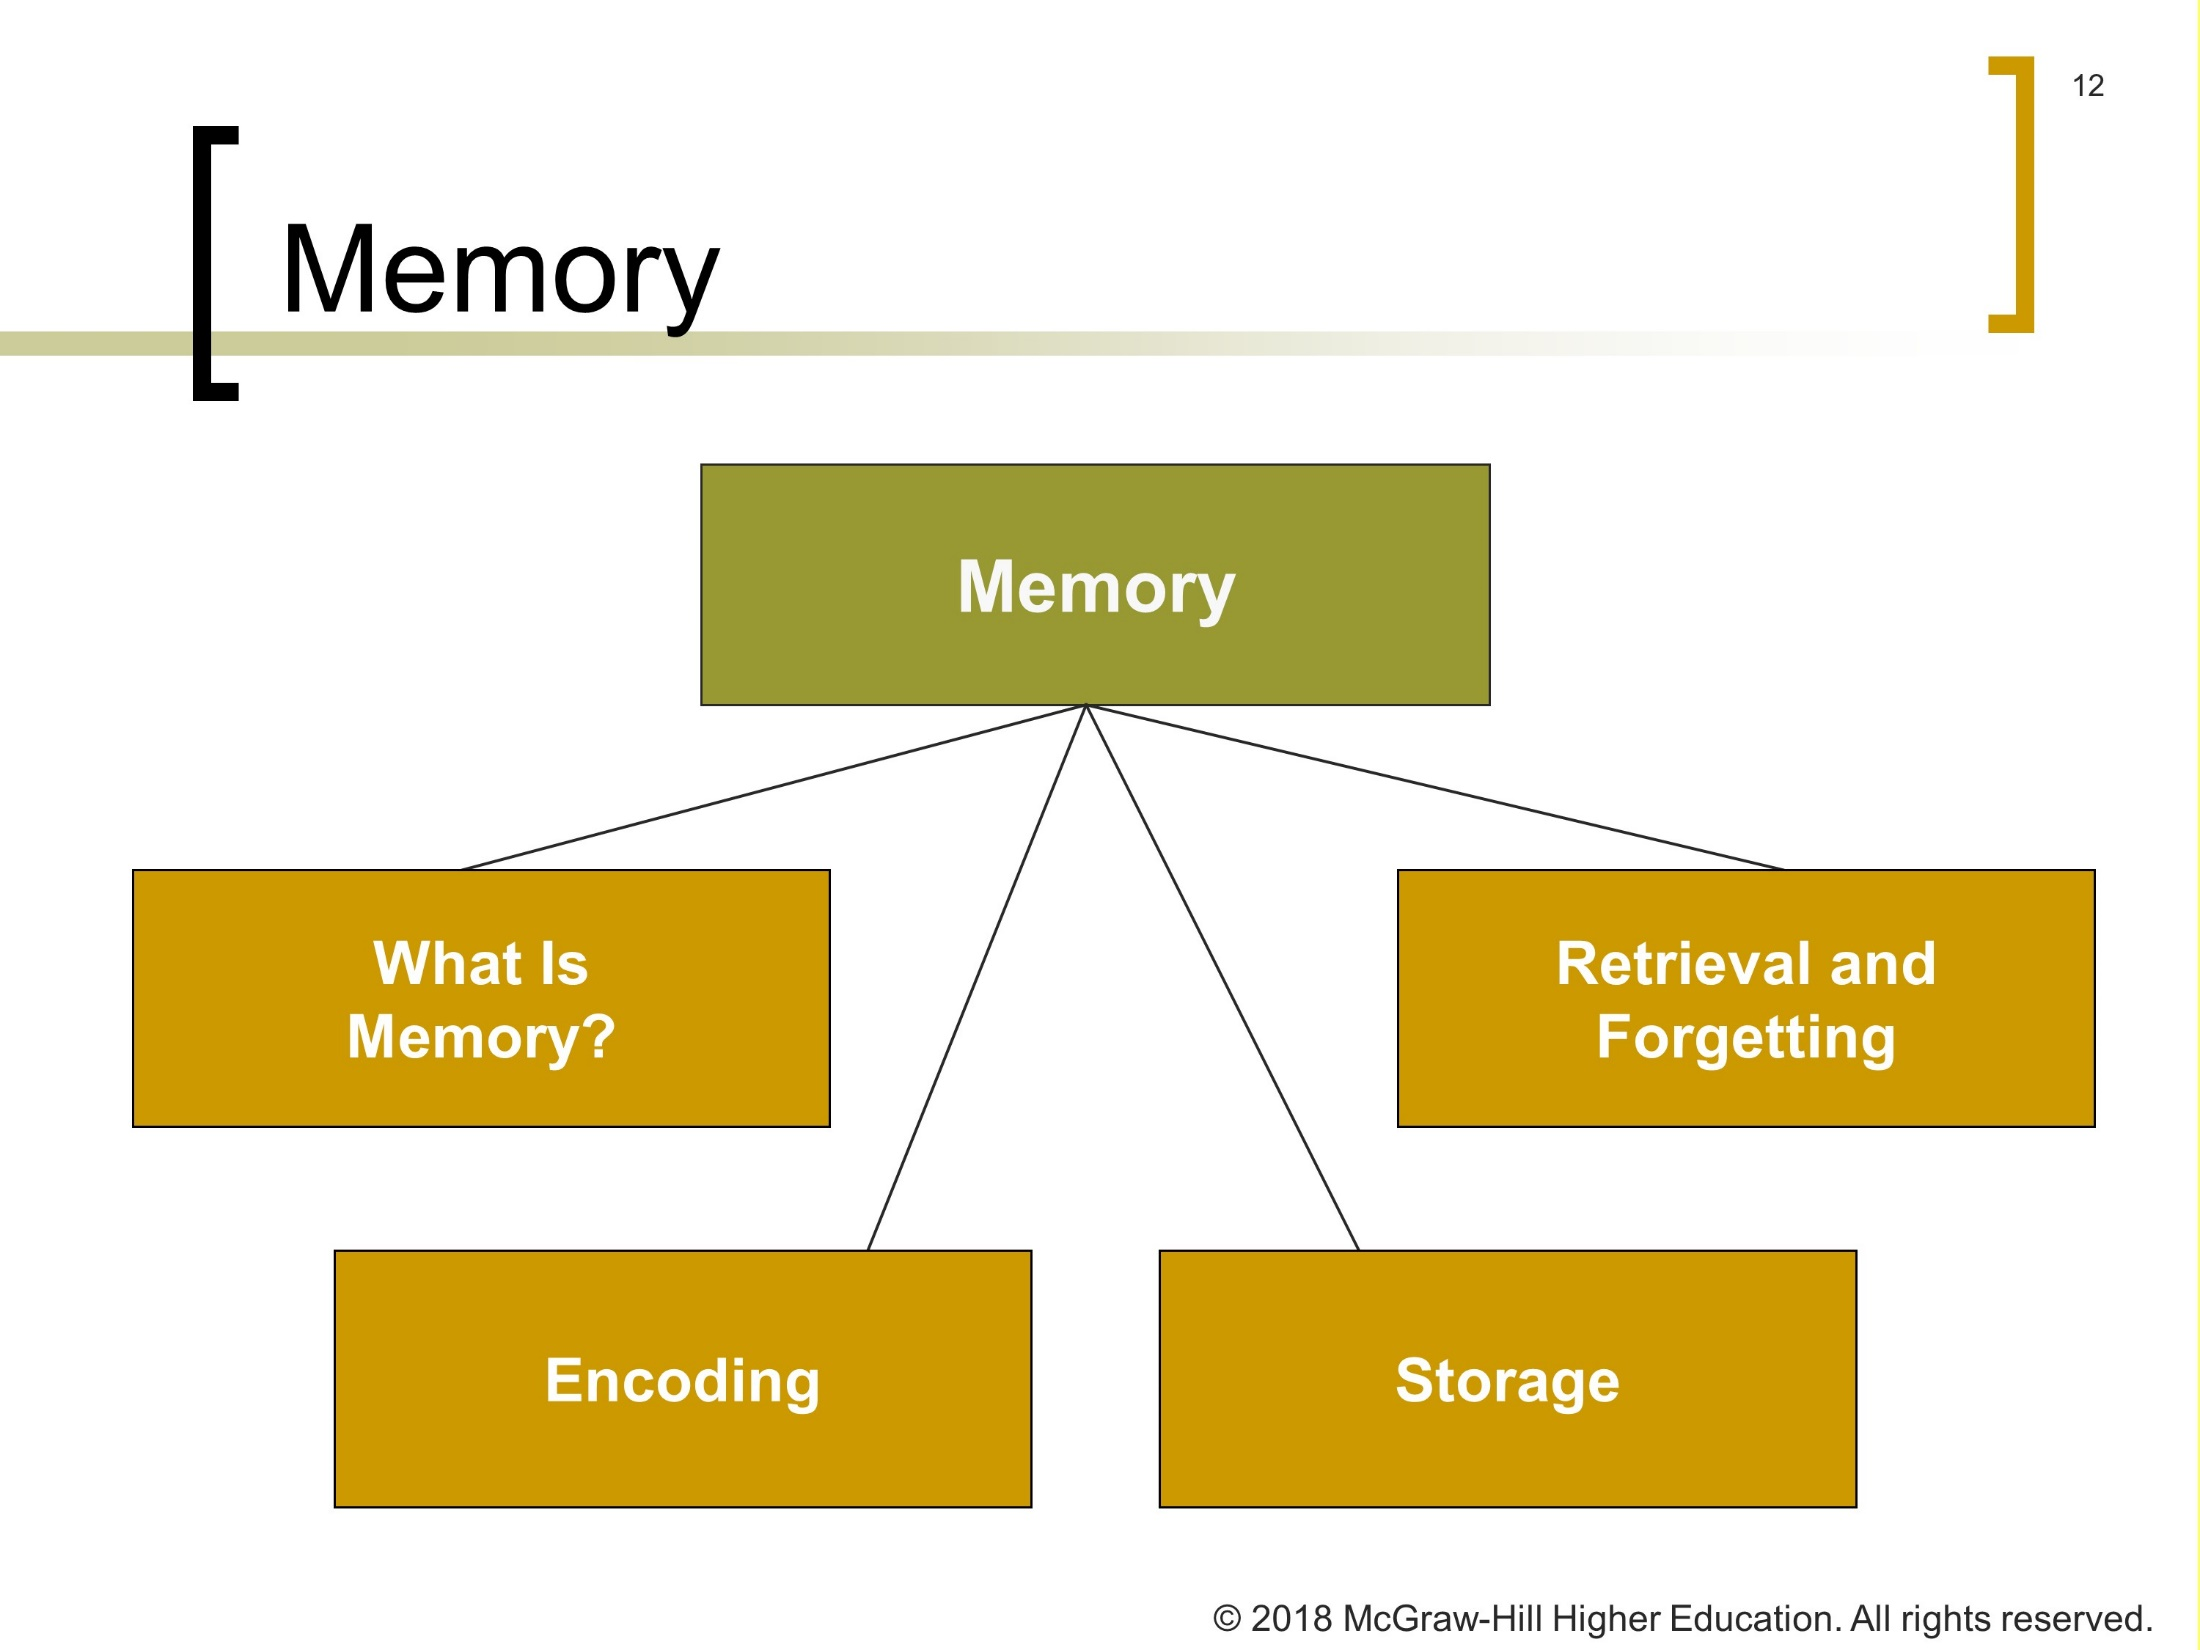 12
Memory
Memory
What Is
Memory?
Retrieval and
Forgetting
Encoding
Storage
© 2018 McGraw-Hill Higher Education. All rights reserved.